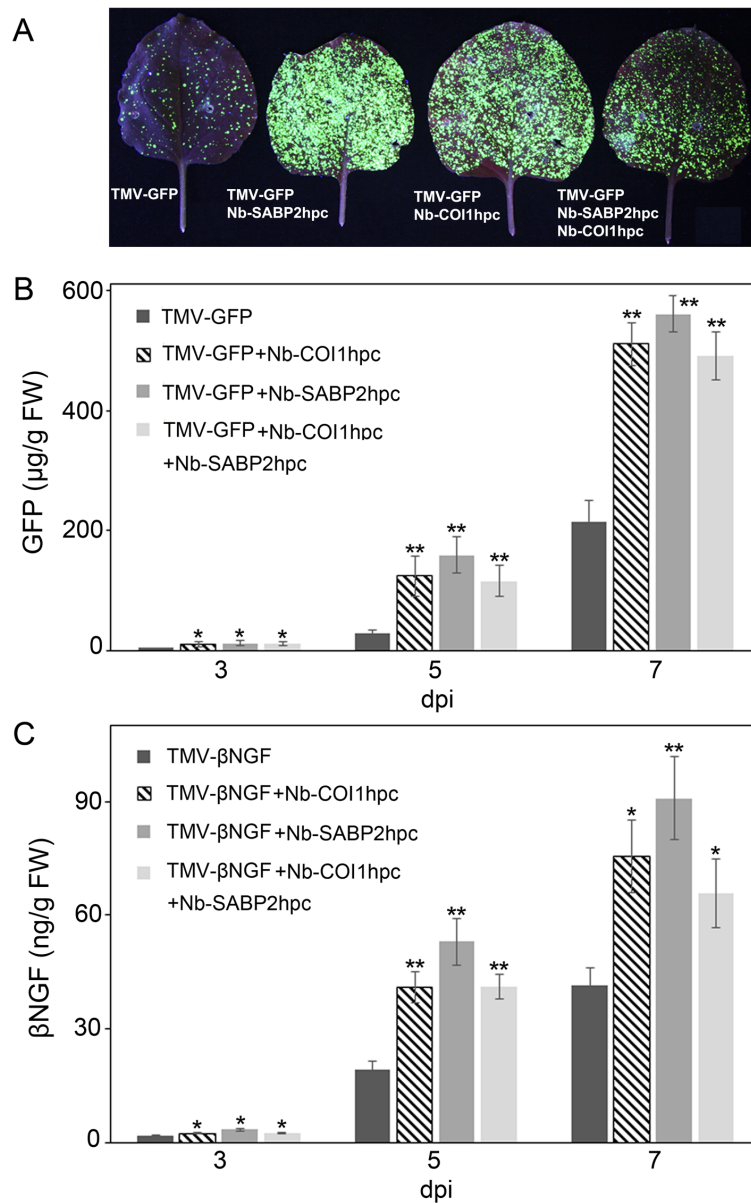 A
TMV-GFP
TMV-GFP
Nb-SABP2hpc
TMV-GFP
Nb-COI1hpc
TMV-GFP
Nb-SABP2hpc
Nb-COI1hpc
B
600
400
200
0
GFP (µg/g FW)
TMV-GFP
TMV-GFP+Nb-COI1hpc
TMV-GFP+Nb-SABP2hpc
TMV-GFP+Nb-COI1hpc
+Nb-SABP2hpc
* * *
** ** **
** ** **
3 5 7
dpi
C
90
60
30
0
βNGF (ng/g FW)
TMV-βNGF
TMV-βNGF+Nb-COI1hpc
TMV-βNGF+Nb-SABP2hpc
TMV-βNGF+Nb-COI1hpc
+Nb-SABP2hpc
* * *
** ** **
* ** *
3 5 7
dpi